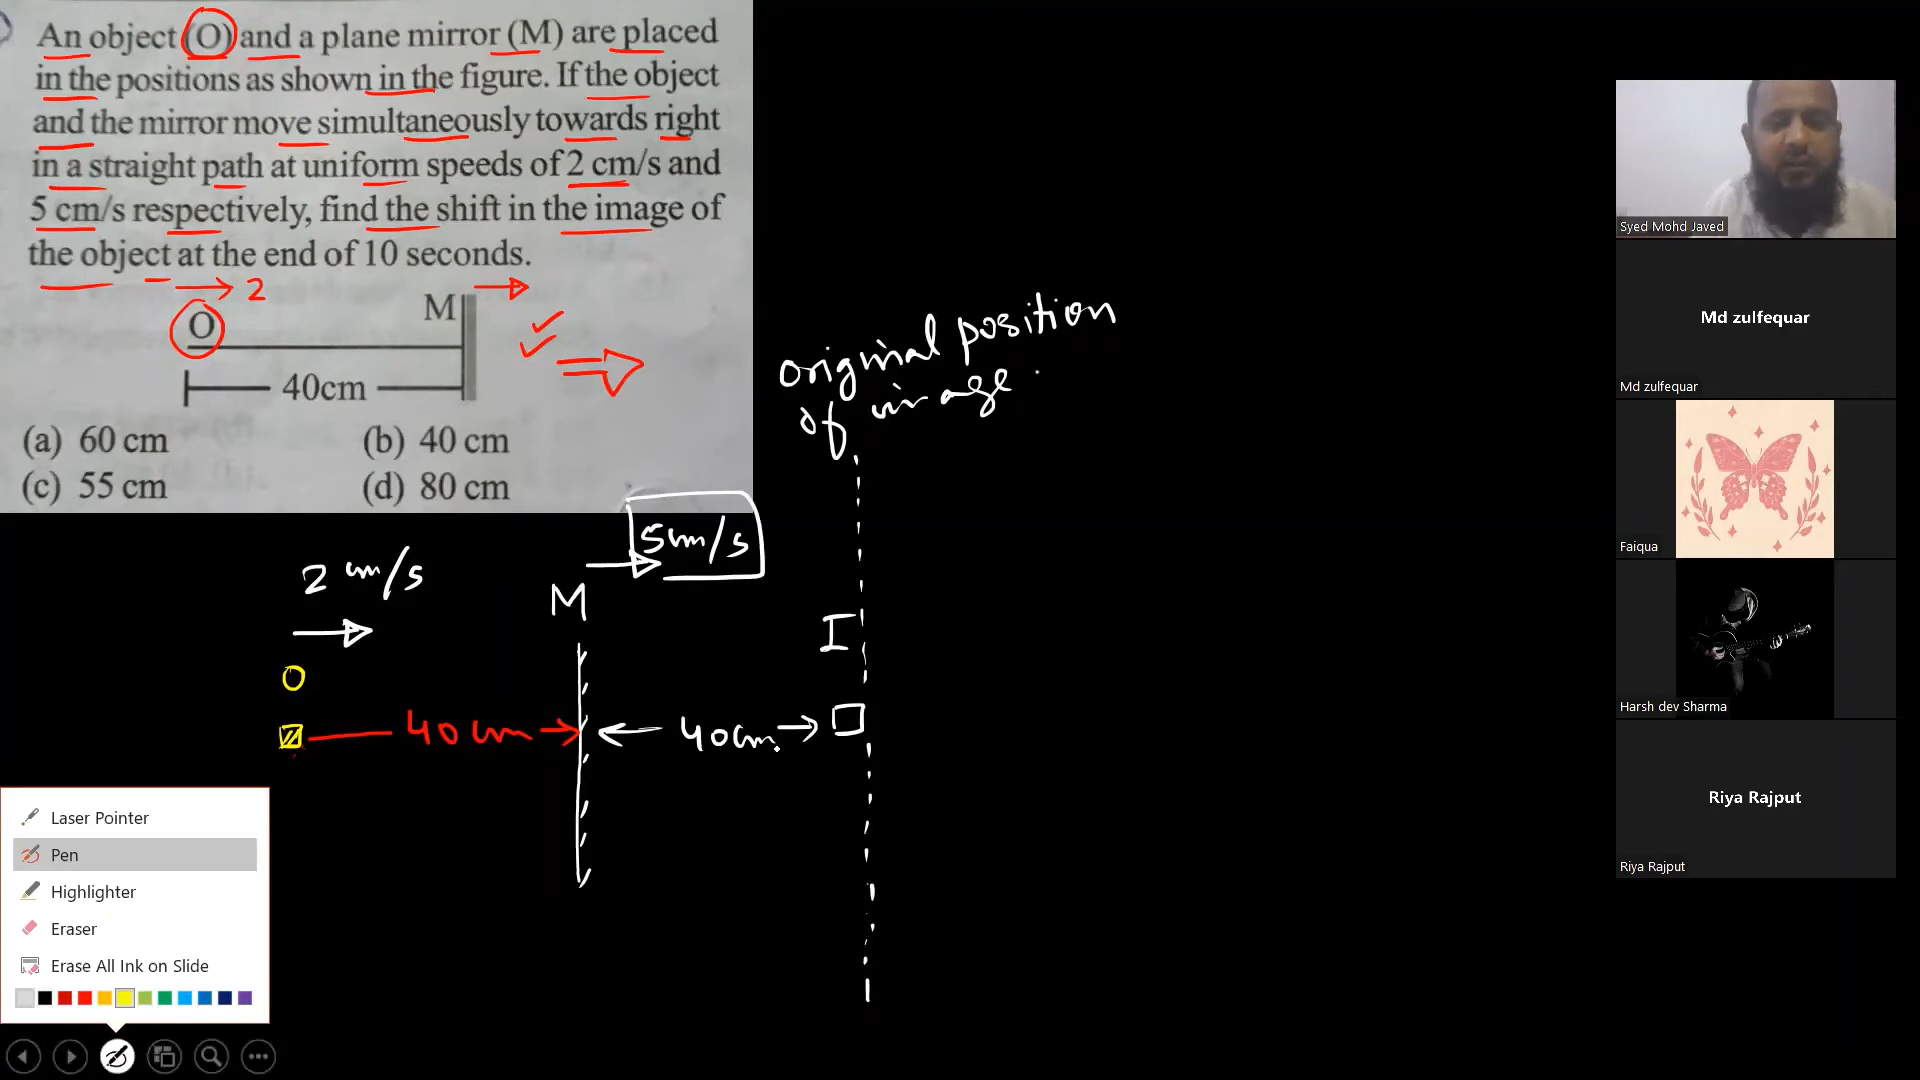 An object (O) and a plane mirror (M) are placed
in the positions as shown in the figure. If the object
and the mirror move simultaneously towards right
in a straight path at uniform speeds of 2 cm/s and
5 cm/s respectively, find the shift in the image of
the object at the end of 10 seconds.
2
O
M
40cm
(a) 60 cm
(b) 40 cm
(c) 55 cm
(d) 80 cm
original position
of image.
5cm/s
2 cm/s
M
I
O
40 cm
40cm
Laser Pointer
Pen
Highlighter
Eraser
Erase All Ink on Slide
Syed Mohd Javed
Md zulfequar
Md zulfequar
Faiqua
Harsh dev Sharma
Riya Rajput
Riya Rajput